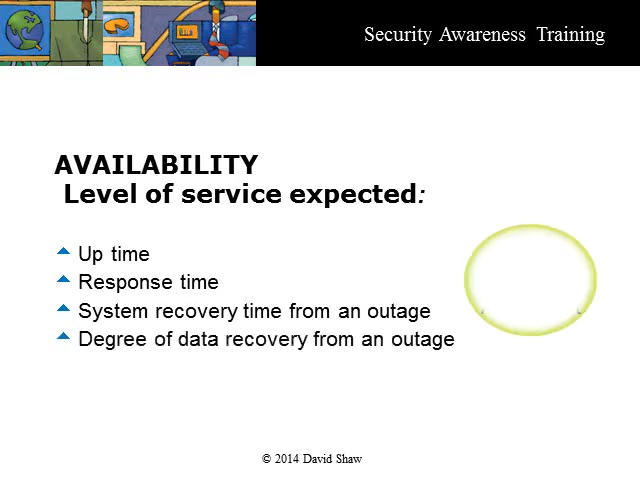 Security Awareness Training
AVAILABILITY
Level of service expected:
Up time
Response time
System recovery time from an outage
Degree of data recovery from an outage
© 2014 David Shaw